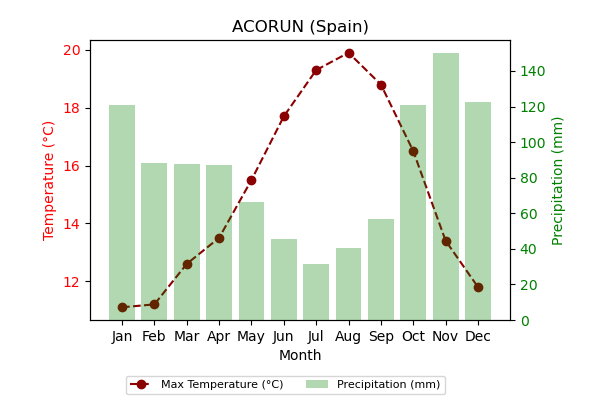 ACORUN (Spain)
20
18
16
14
12
Temperature (°C)
140
120
100
80
60
40
20
0
Precipitation (mm)
Jan Feb Mar Apr May Jun Jul Aug Sep Oct Nov Dec
Month
Max Temperature (°C) Precipitation (mm)